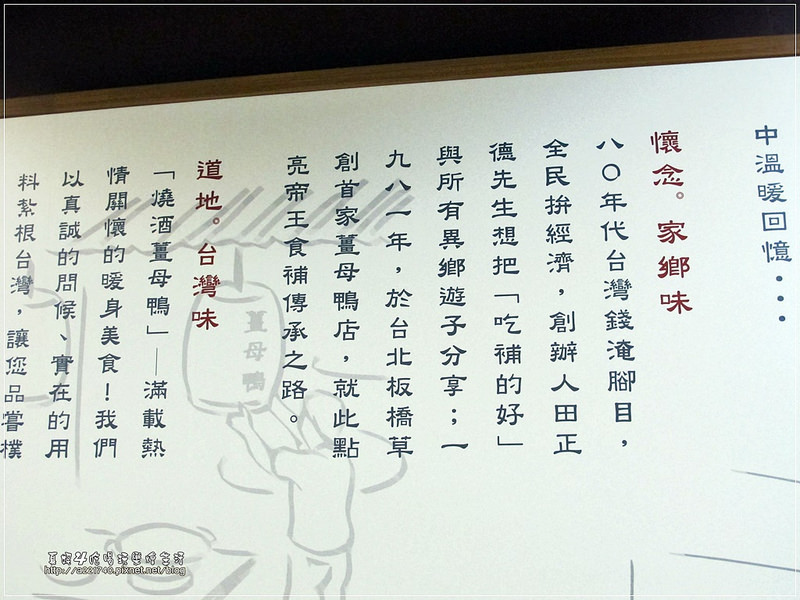 中溫暖回憶...
懷念。家鄉味
八〇年代台灣錢淹腳目，
全民拚經濟，創辦人田正
德先生想把「吃補的好」
與所有異鄉遊子分享；一
九八一年，於台北板橋草
創首家薑母鴨店，就此點
亮帝王食補傳承之路。
道地。台灣味
「燒酒薑母鴨」—滿載熱
情關懷的暖身美食！我們
以真誠的問候、實在的用
料紮根台灣，讓您品嘗樸
薑母鴨
http://a221740.pixnet.net/blog